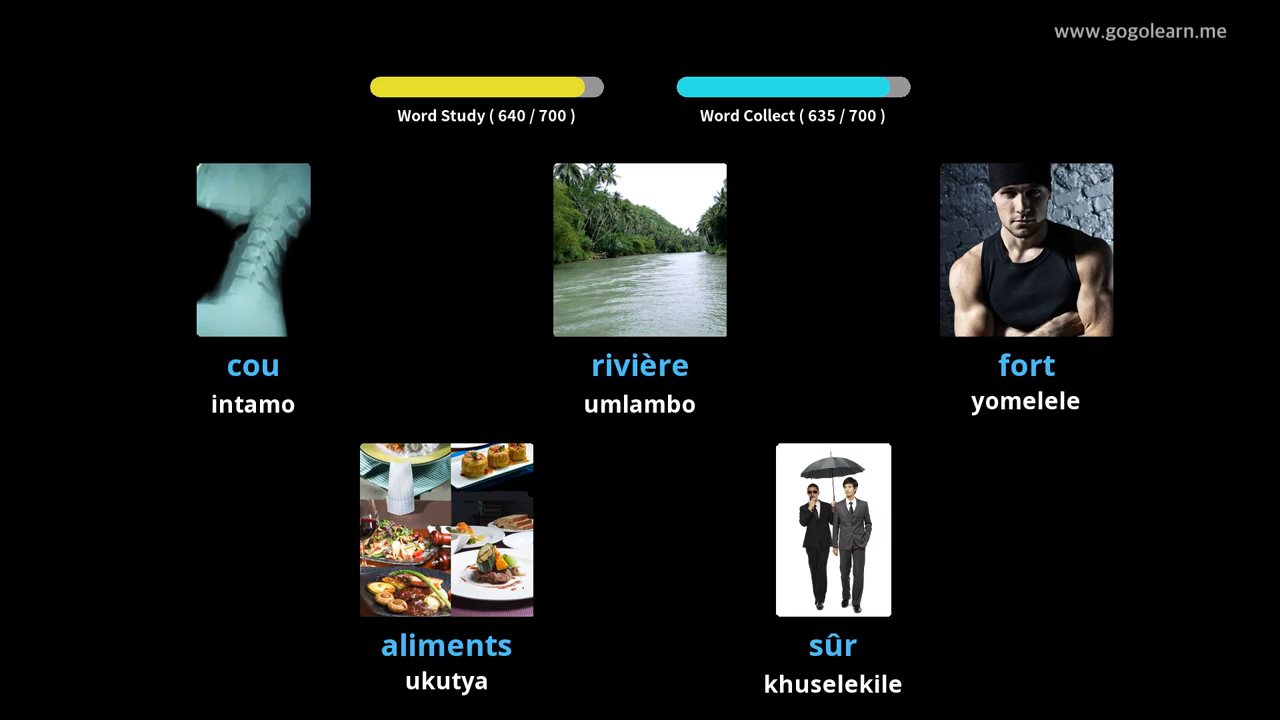 www.gogolearn.me
Word Study ( 640 / 700 )
Word Collect ( 635 / 700 )
cou
intamo
rivière
umlambo
fort
yomelele
aliments
ukutya
sûr
khuselekile